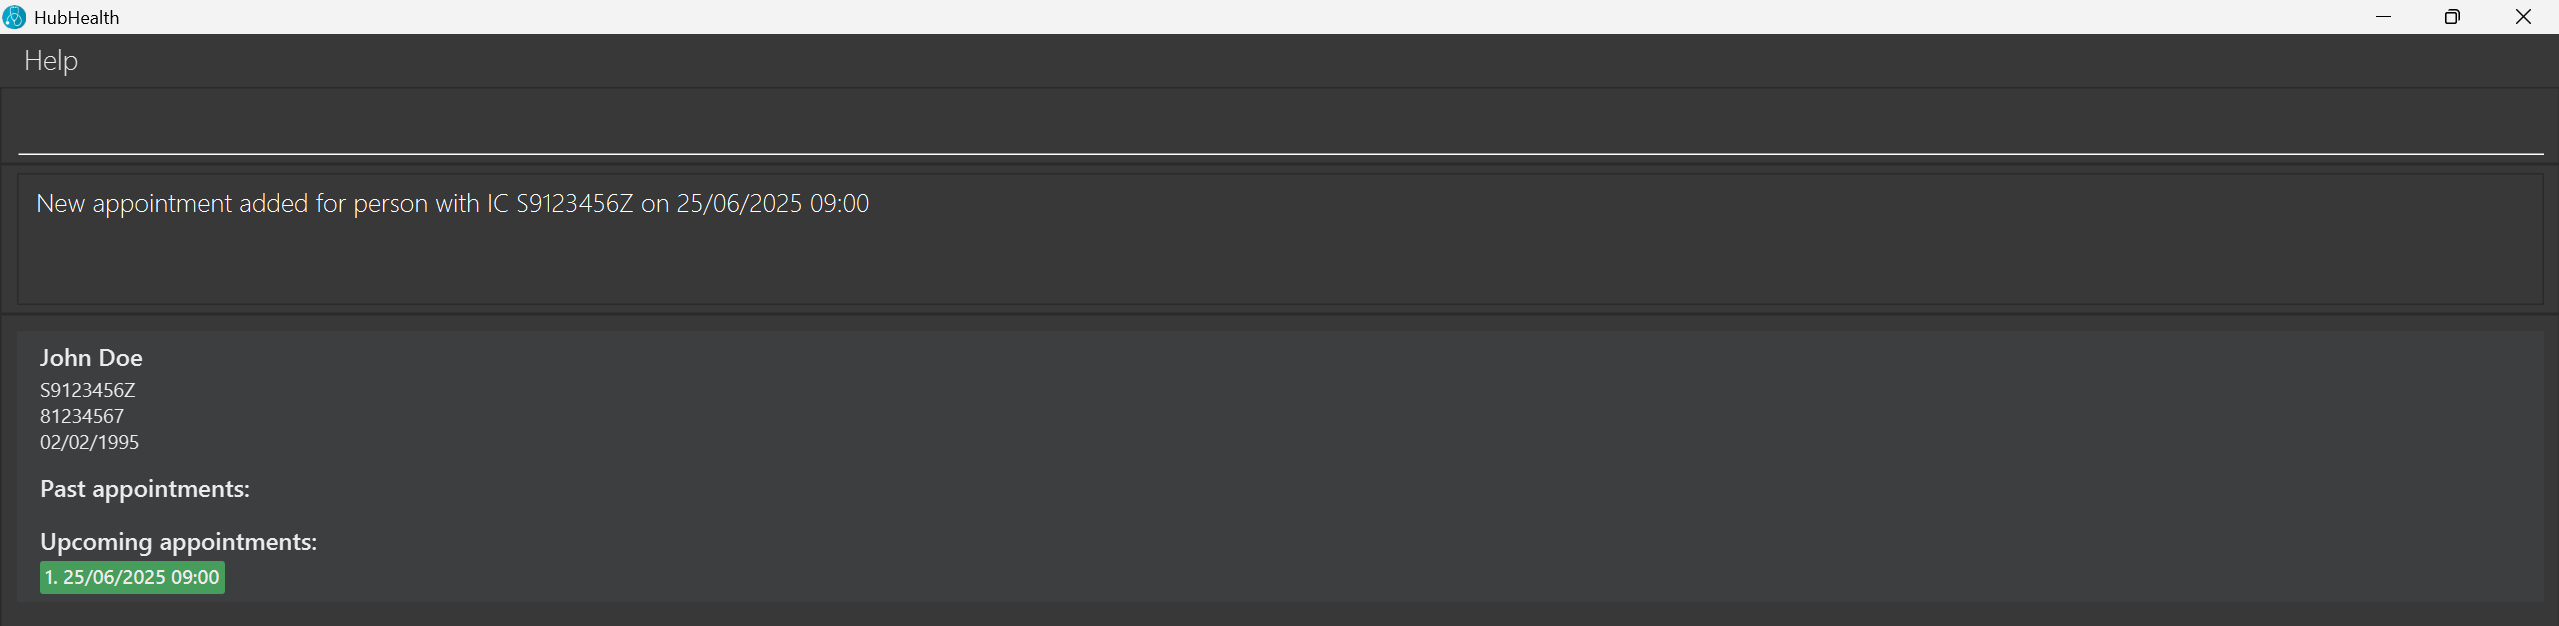 HubHealth
Help
New appointment added for person with IC S9123456Z on 25/06/2025 09:00
John Doe
S9123456Z
81234567
02/02/1995
Past appointments:
Upcoming appointments:
1. 25/06/2025 09:00